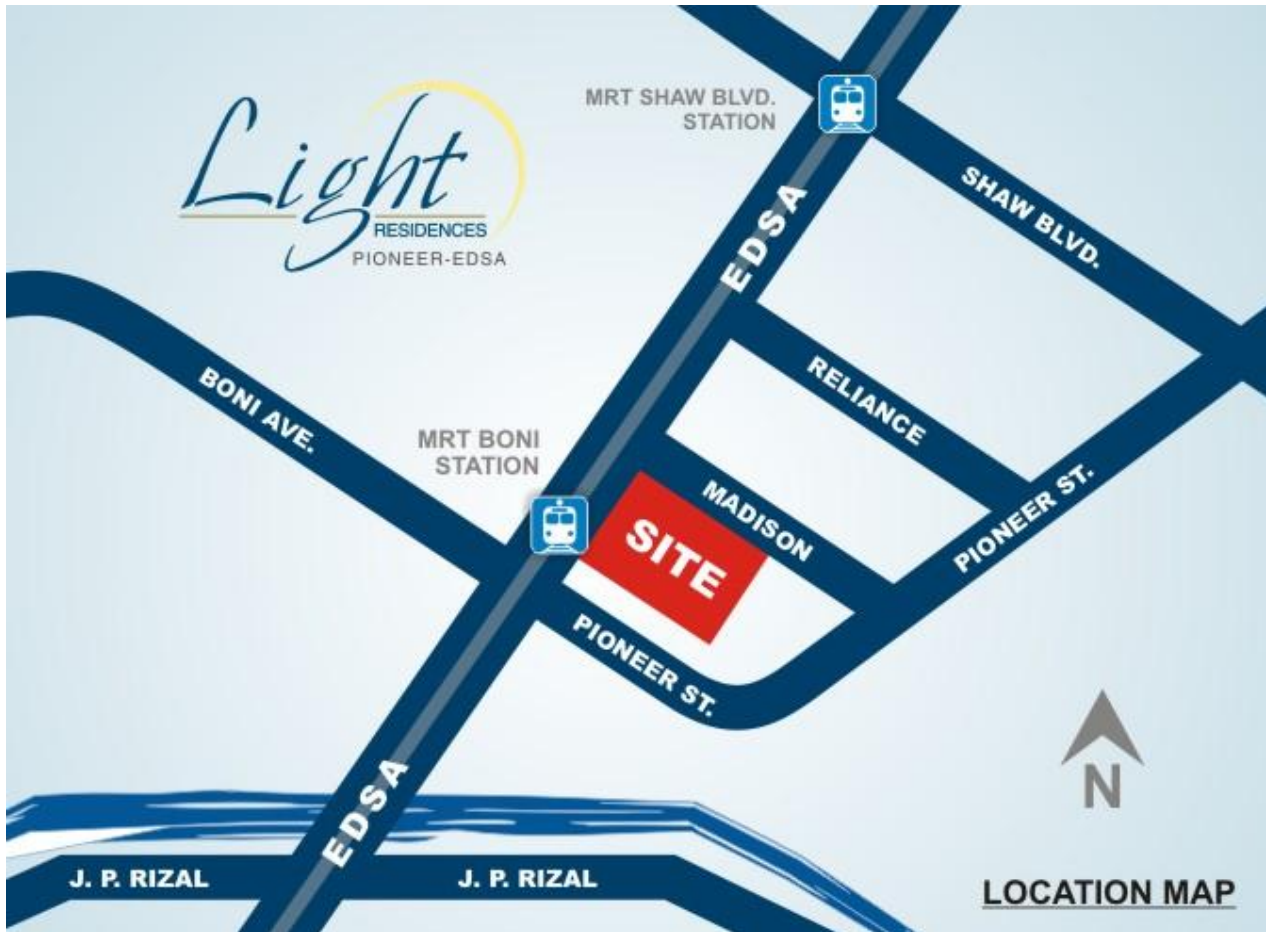 MRT SHAW BLVD.
STATION
Light
RESIDENCES
PIONEER-EDSA
SHAW BLVD.
EDSA
RELIANCE
BONI AVE.
MRT BONI
STATION
MADISON
PIONEER ST.
SITE
PIONEER ST.
N
EDSA
J. P. RIZAL
J. P. RIZAL
LOCATION MAP